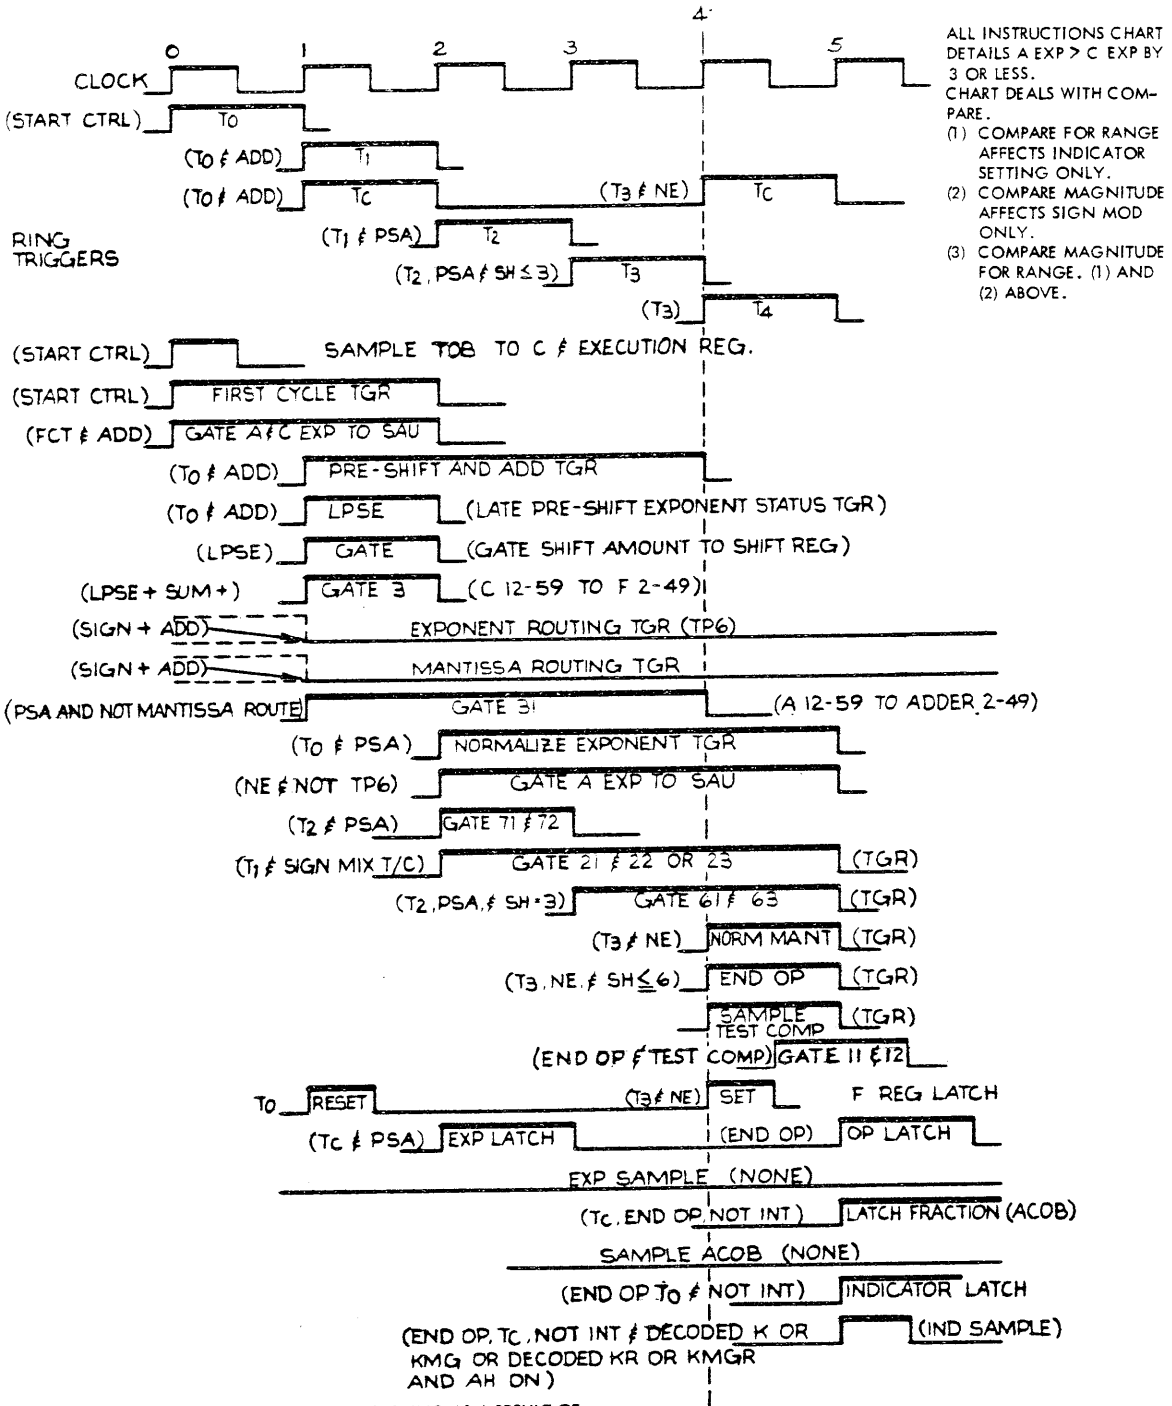 0 1 2 3 4 5
CLOCK
ALL INSTRUCTIONS CHART
DETAILS A EXP > C EXP BY
3 OR LESS.
CHART DEALS WITH COM-
PARE.
(1) COMPARE FOR RANGE
AFFECTS INDICATOR
SETTING ONLY.
(2) COMPARE MAGNITUDE
AFFECTS SIGN MOD
ONLY.
(3) COMPARE MAGNITUDE
FOR RANGE. (1) AND
(2) ABOVE.
(START CTRL) T0
(T0 & ADD) T1
(T0 & ADD) TC (T3 & NE) TC
RING
TRIGGERS
(T1 & PSA) T2
(T2, PSA & SH ≤ 3) T3
(T3) T4
(START CTRL) SAMPLE TOB TO C & EXECUTION REG.
(START CTRL) FIRST CYCLE TGR
(FCT & ADD) GATE A & C EXP TO SAU
(T0 & ADD) PRE-SHIFT AND ADD TGR
(T0 & ADD) LPSE (LATE PRE-SHIFT EXPONENT STATUS TGR)
(LPSE) GATE (GATE SHIFT AMOUNT TO SHIFT REG)
(LPSE + SUM +) GATE 3 (C 12-59 TO F 2-49)
(SIGN + ADD) EXPONENT ROUTING TGR (TP6)
(SIGN + ADD) MANTISSA ROUTING TGR
(PSA AND NOT MANTISSA ROUTE) GATE 31 (A 12-59 TO ADDER 2-49)
(T0 & PSA) NORMALIZE EXPONENT TGR
(NE & NOT TP6) GATE A EXP TO SAU
(T2 & PSA) GATE 71 & 72
(T1 & SIGN MIX T/C) GATE 21 & 22 OR 23 (TGR)
(T2, PSA, & SH=3) GATE 61 & 63 (TGR)
(T3 & NE) NORM MANT (TGR)
(T3, NE, & SH ≤ 6) END OP (TGR)
SAMPLE
TEST COMP (TGR)
(END OP & TEST COMP) GATE 11 & 12
T0 RESET (T3 & NE) SET F REG LATCH
(TC & PSA) EXP LATCH (END OP) OP LATCH
EXP SAMPLE (NONE)
(TC, END OP, NOT INT) LATCH FRACTION (ACOB)
SAMPLE ACOB (NONE)
(END OP T0 & NOT INT) INDICATOR LATCH
(END OP, TC, NOT INT & DECODED K OR (IND SAMPLE)
KMG OR DECODED KR OR KMGR
AND AH ON)